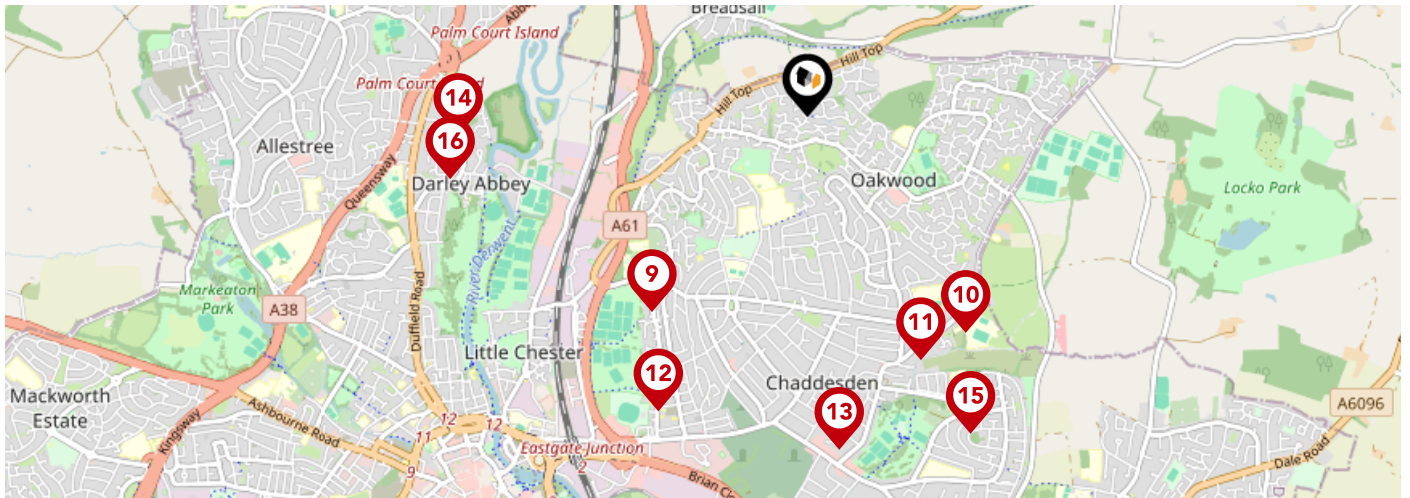 Breadsall
Palm Court Island
Abbey
Hill Top
Palm Court
14
Hill Top
16
Allestree
Queensway
Darley Abbey
Oakwood
Locko Park
A61
River Derwent
9
Markeaton
Park
A38
10
11
Duffield Road
Little Chester
12
Chaddesden
13
15
Mackworth
Estate
A6096
Ashbourne Road
Kingsway
12
12
11
9
Eastgate Junction
2
Brian Cl
Dale Road